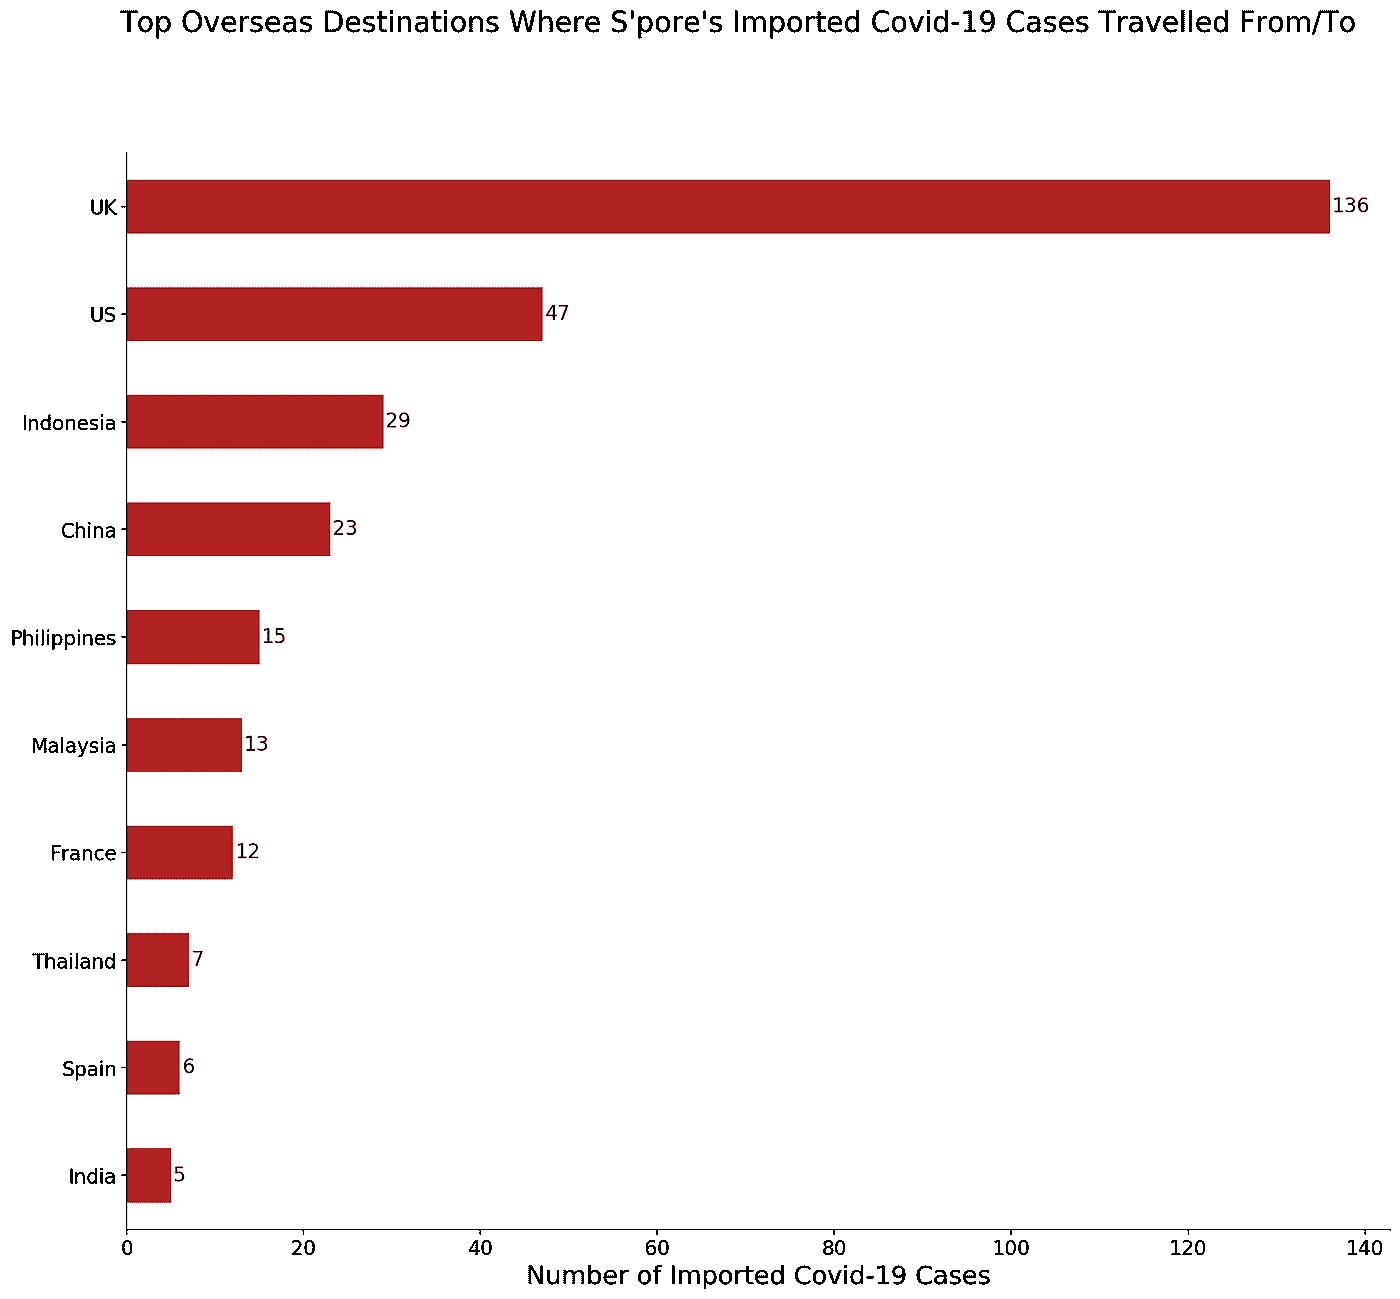 Top Overseas Destinations Where S'pore's Imported Covid-19 Cases Travelled From/To
UK 136
US 47
Indonesia 29
China 23
Philippines 15
Malaysia 13
France 12
Thailand 7
Spain 6
India 5
0 20 40 60 80 100 120 140
Number of Imported Covid-19 Cases